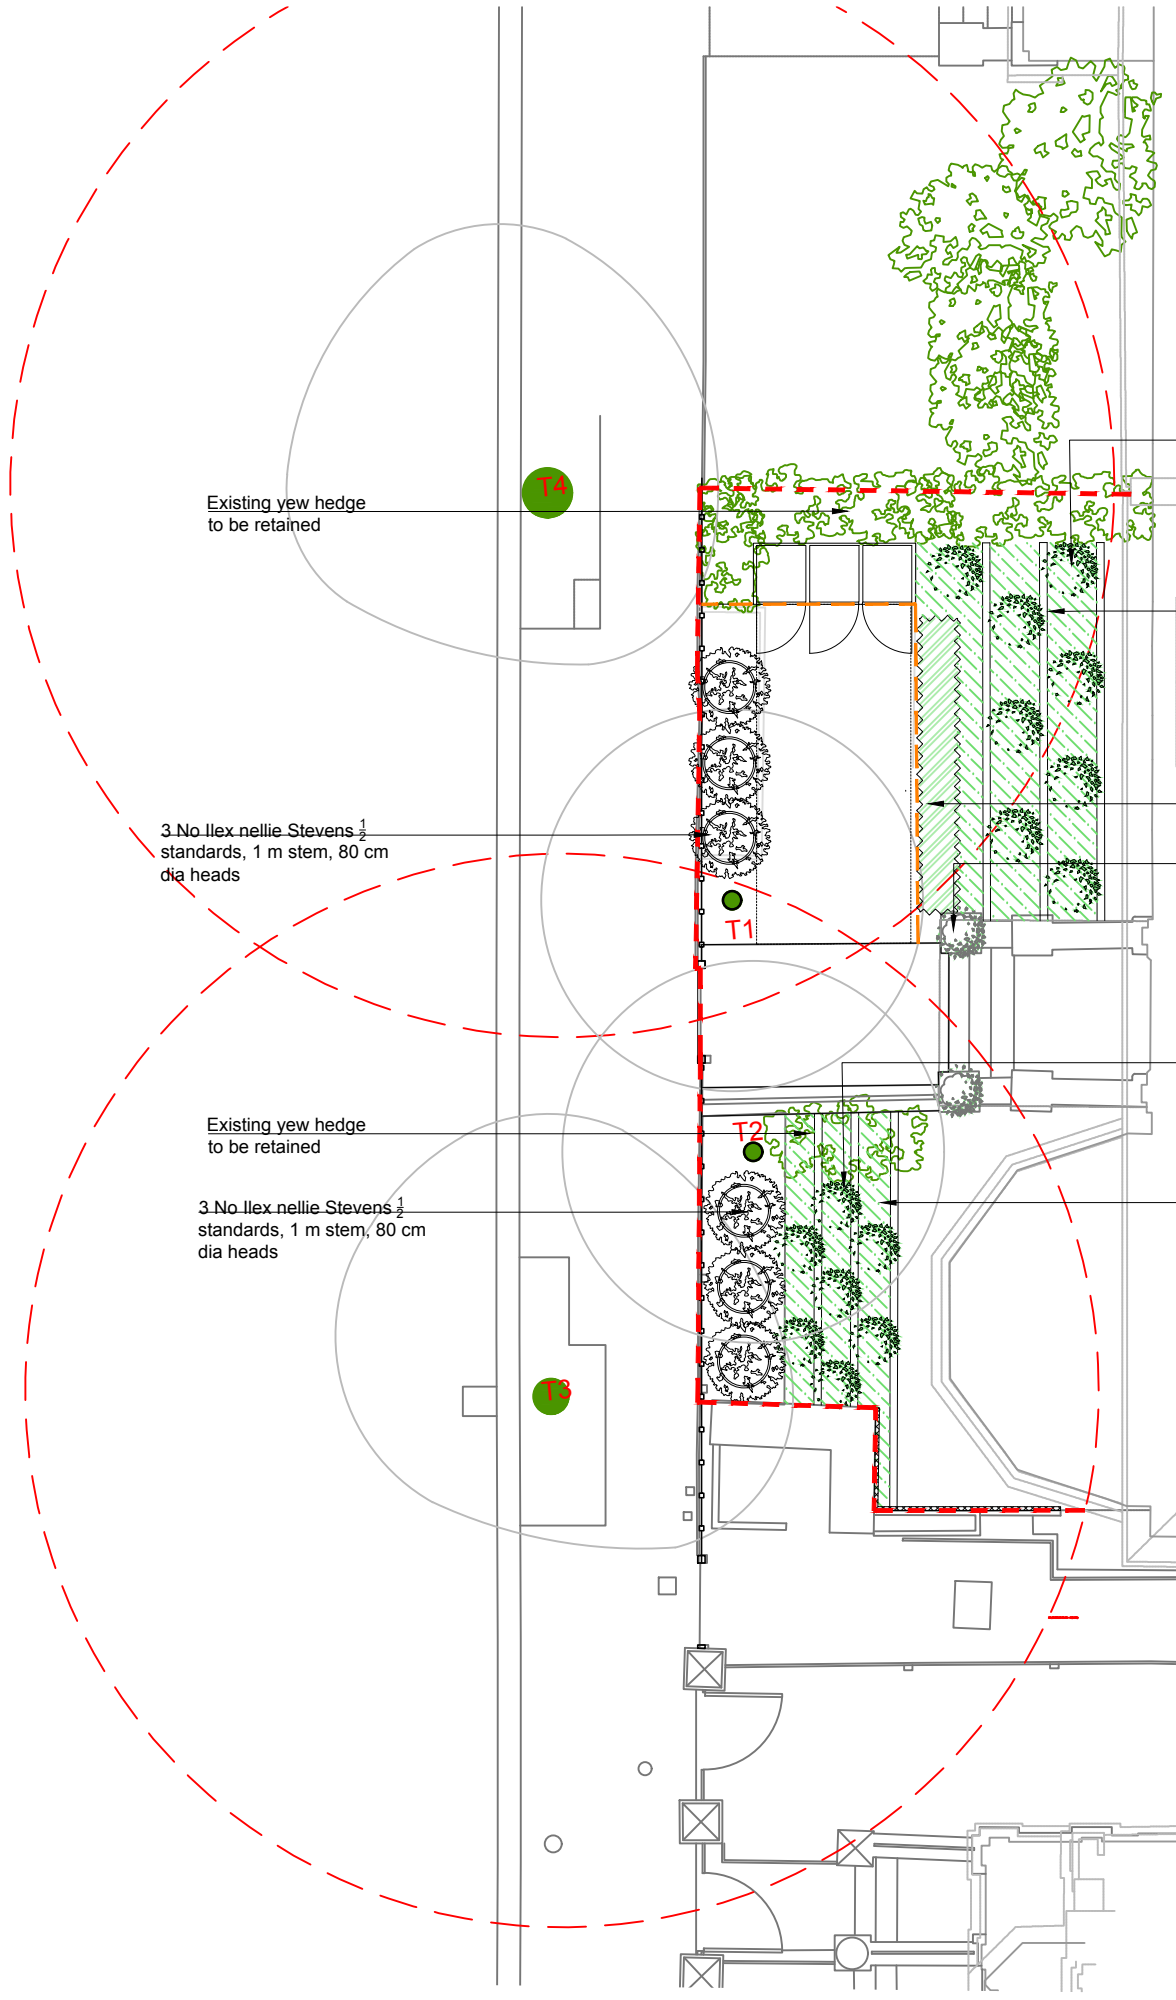 T4
Existing yew hedge
to be retained
3 No Ilex nellie Stevens ½
standards, 1 m stem, 80 cm
dia heads
T1
Existing yew hedge
to be retained
T2
3 No Ilex nellie Stevens ½
standards, 1 m stem, 80 cm
dia heads
T3